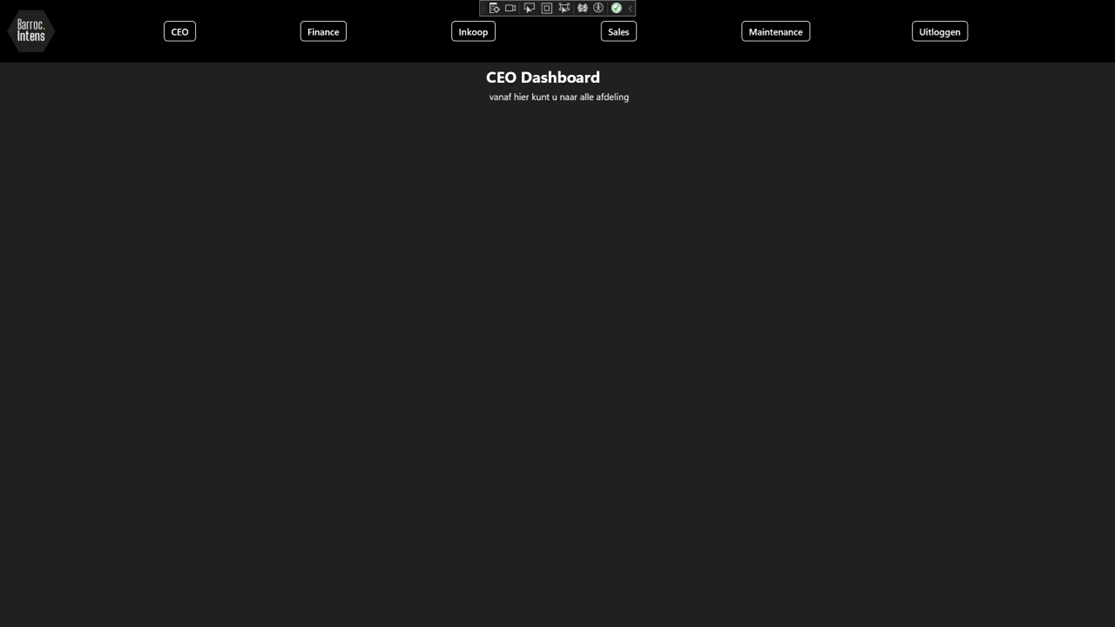 Barroc.
Intens
CEO
Finance
Inkoop
Sales
Maintenance
Uitloggen
CEO Dashboard
vanaf hier kunt u naar alle afdeling